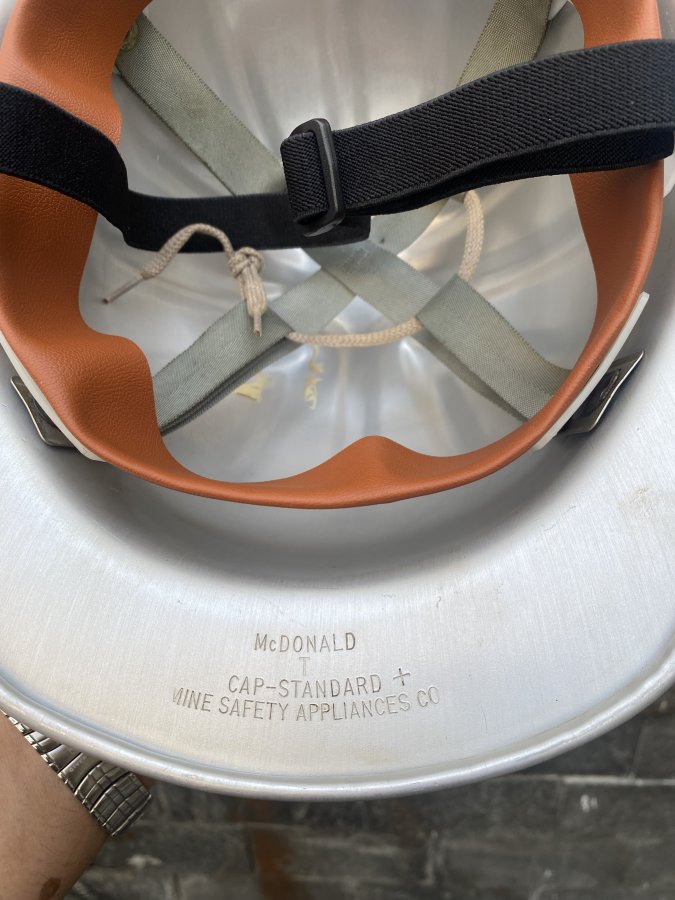 McDONALD
T
CAP-STANDARD +
MINE SAFETY APPLIANCES CO